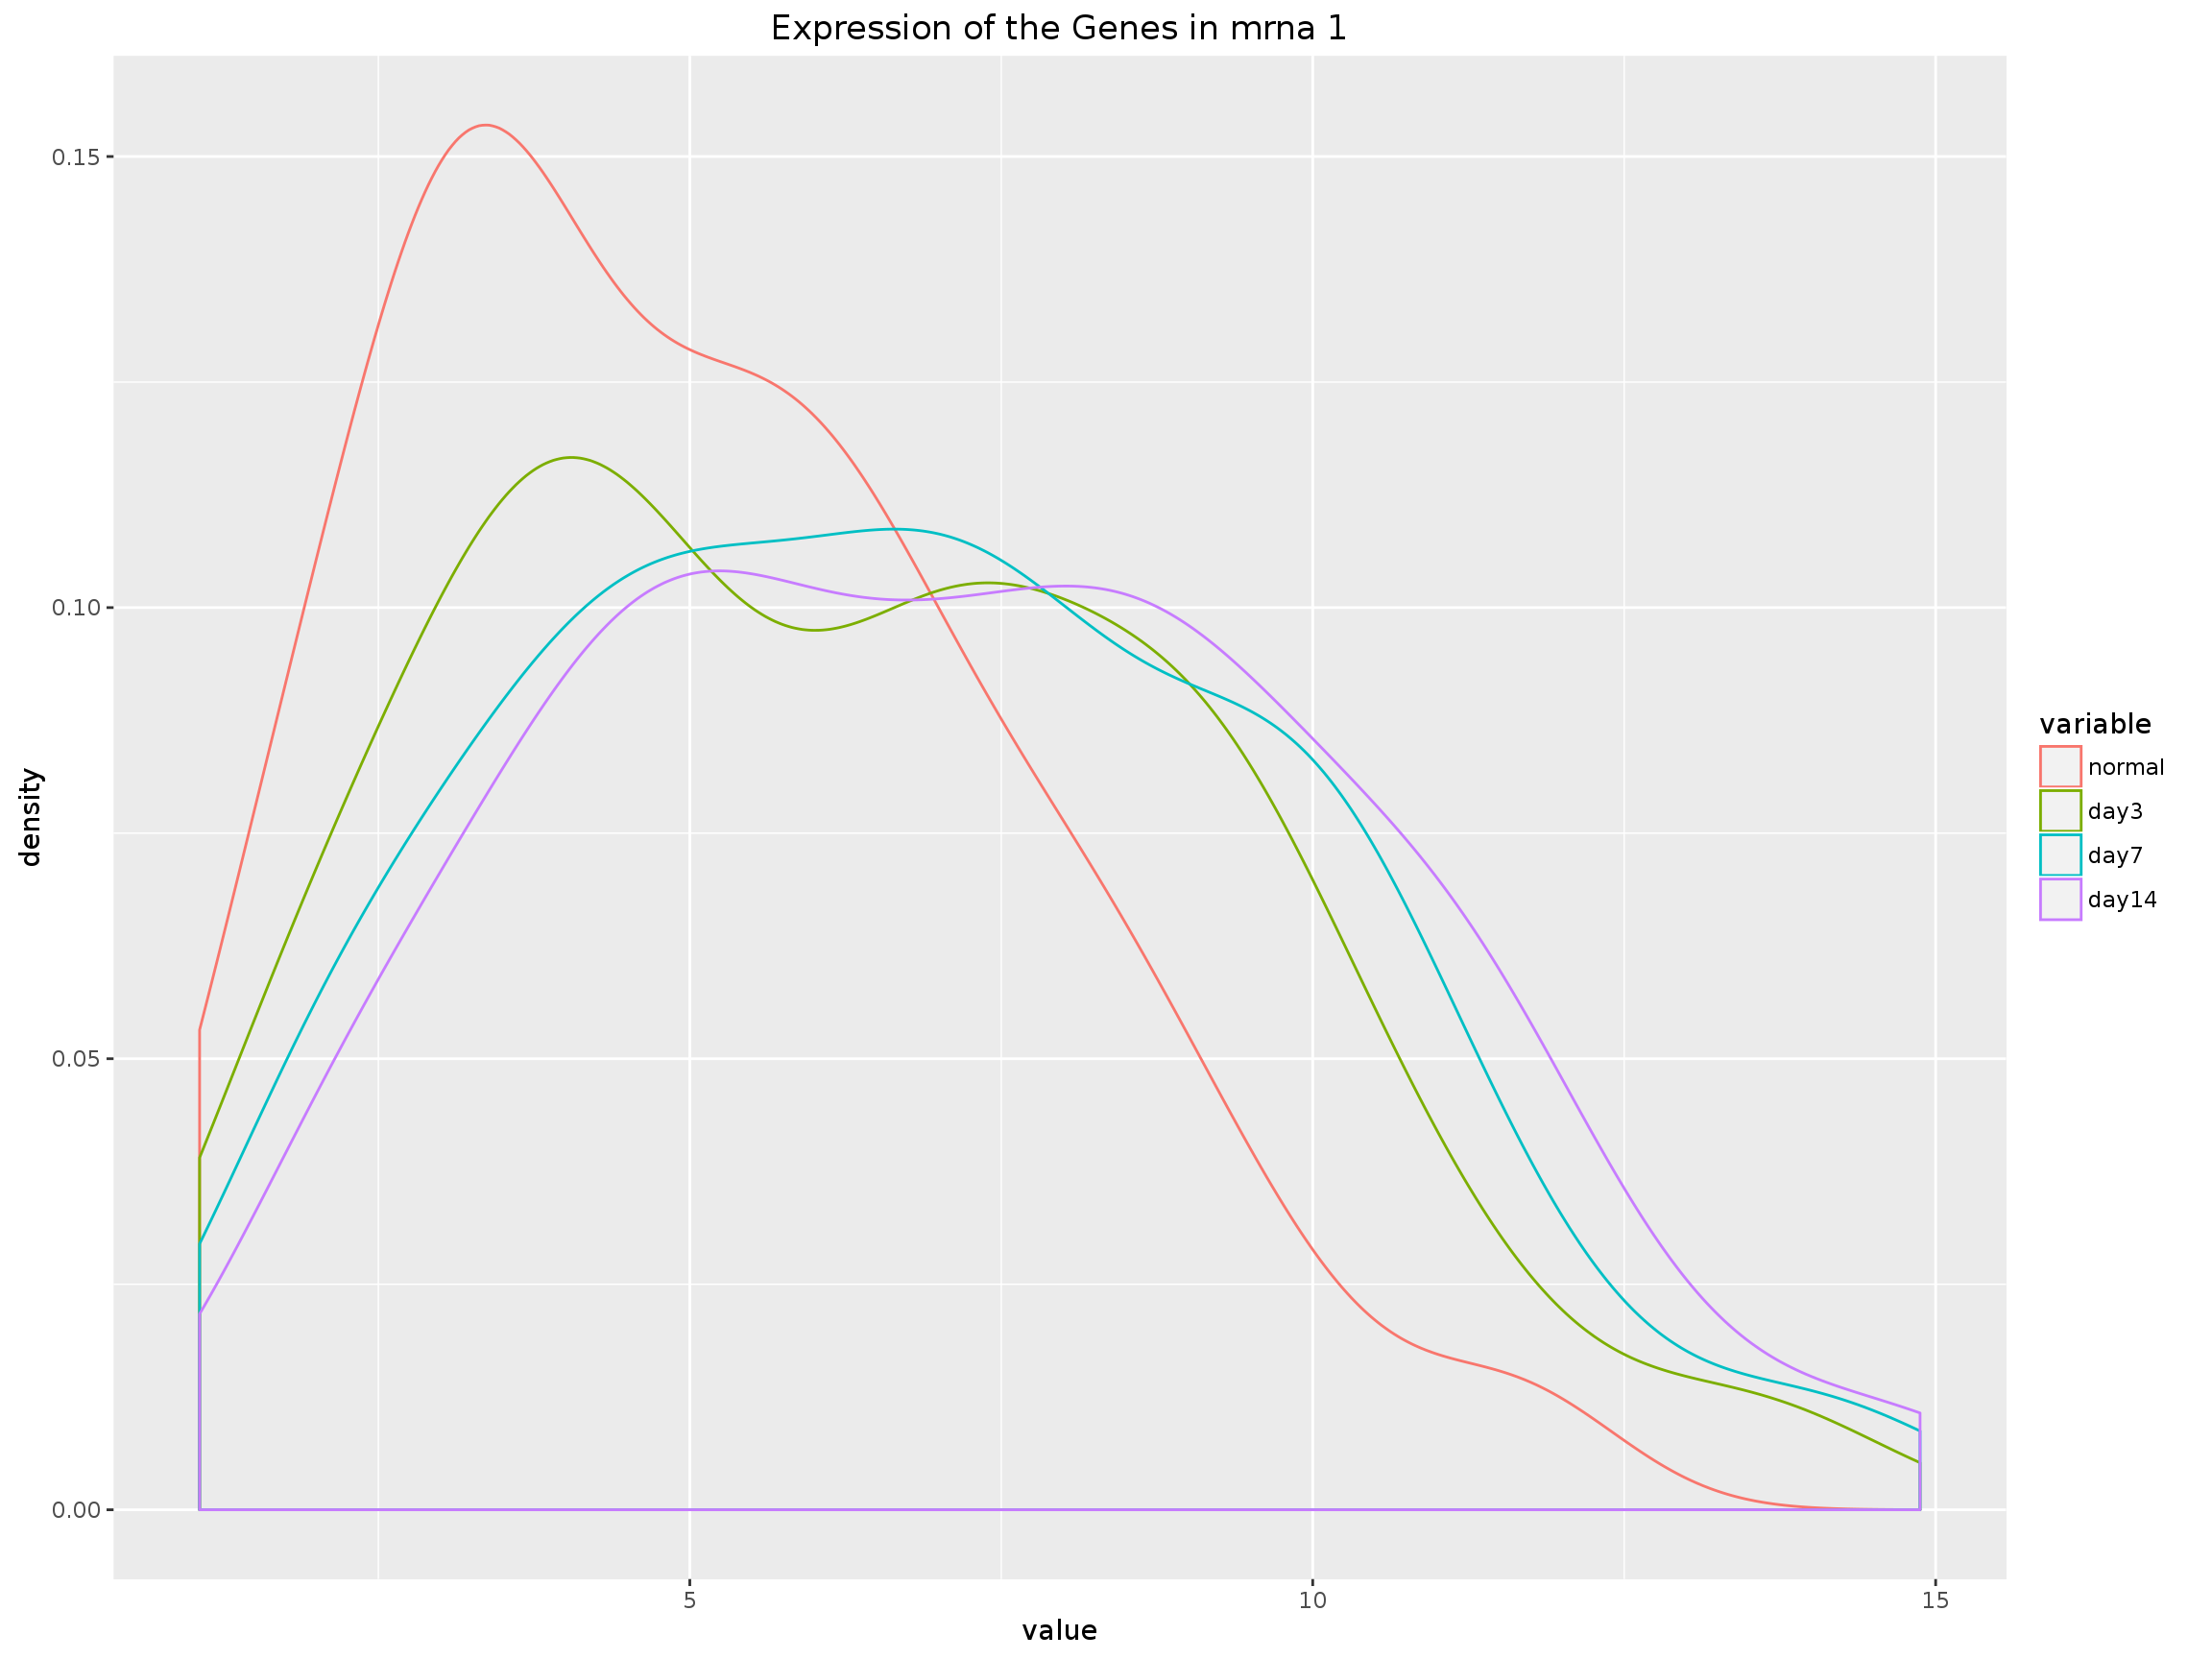 Expression of the Genes in mrna 1
density
0.15
0.10
0.05
0.00
5
10
15
value
variable
normal
day3
day7
day14